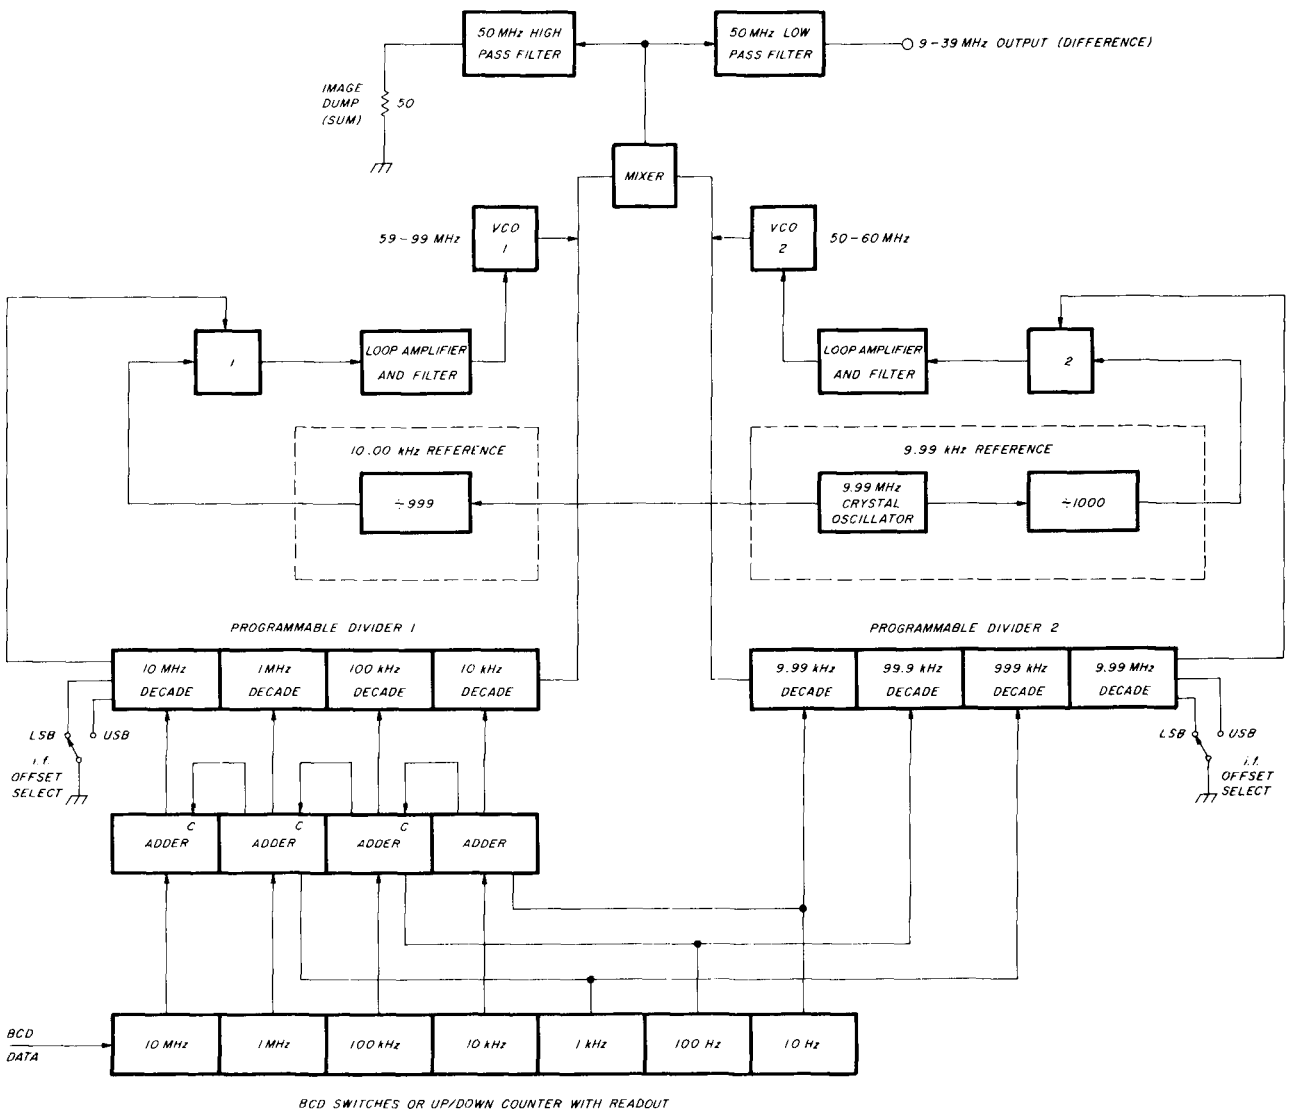 50 MHz HIGH
PASS FILTER
50 MHz LOW
PASS FILTER
9-39 MHz OUTPUT (DIFFERENCE)
IMAGE
DUMP
(SUM)
50
MIXER
59-99 MHz
VCO
1
VCO
2
50-60 MHz
1
LOOP AMPLIFIER
AND FILTER
LOOP AMPLIFIER
AND FILTER
2
10.00 kHz REFERENCE
÷999
9.99 kHz REFERENCE
9.99 MHz
CRYSTAL
OSCILLATOR
÷1000
PROGRAMMABLE DIVIDER 1
10 MHz
DECADE
1 MHz
DECADE
100 kHz
DECADE
10 kHz
DECADE
PROGRAMMABLE DIVIDER 2
9.99 kHz
DECADE
99.9 kHz
DECADE
999 kHz
DECADE
9.99 MHz
DECADE
LSB
USB
i.f.
OFFSET
SELECT
LSB
USB
i.f.
OFFSET
SELECT
C
ADDER
C
ADDER
C
ADDER
ADDER
BCD
DATA
10 MHz
1 MHz
100 kHz
10 kHz
1 kHz
100 Hz
10 Hz
BCD SWITCHES OR UP/DOWN COUNTER WITH READOUT